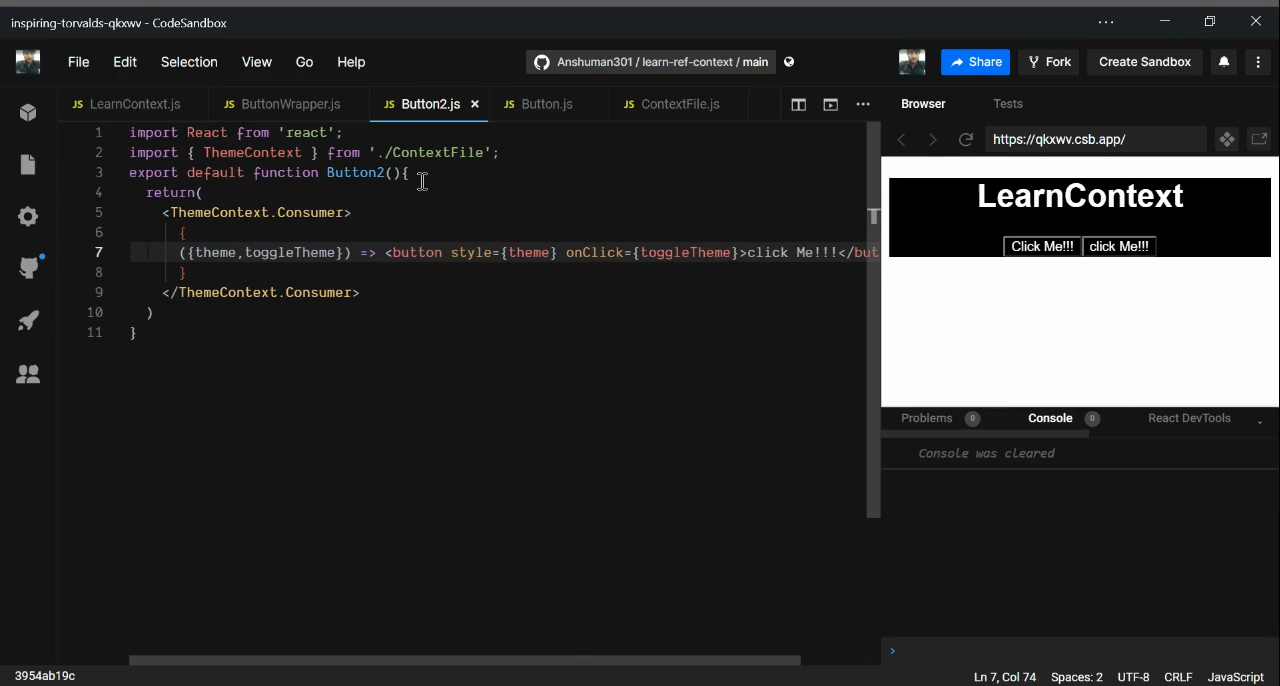 inspiring-torvalds-qkxwv - CodeSandbox
File Edit Selection View Go Help
Anshuman301 / learn-ref-context / main
Share Fork Create Sandbox
JS LearnContext.js JS ButtonWrapper.js JS Button2.js JS Button.js JS ContextFile.js
Browser Tests
https://qkxwv.csb.app/
1 import React from 'react';
2 import { ThemeContext } from './ContextFile';
3 export default function Button2(){
4 return(
5 <ThemeContext.Consumer>
6 {
7 ({theme,toggleTheme}) => <button style={theme} onClick={toggleTheme}>click Me!!!</but
8 }
9 </ThemeContext.Consumer>
10 )
11 }
LearnContext
Click Me!!! click Me!!!
Problems 0 Console 0 React DevTools
Console was cleared
3954ab19c
Ln 7, Col 74 Spaces: 2 UTF-8 CRLF JavaScript